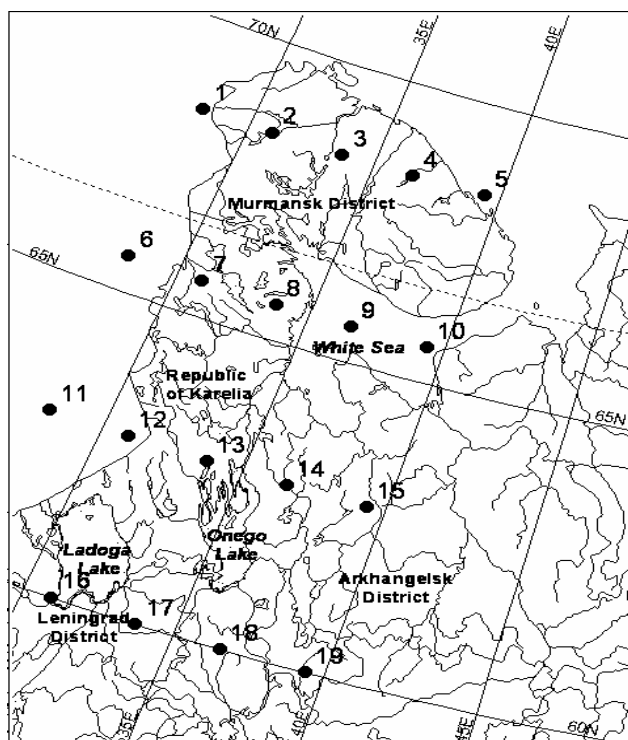 70N
35E
40E
1
2
3
4
5
Murmansk District
6
65N
7
8
9
10
White Sea
Republic
of Karelia
11
12
65N
13
14
15
Onego
Lake
Ladoga
Lake
Arkhangelsk
District
16
Leningrad
District
17
18
19
35E
40E
45E
60N